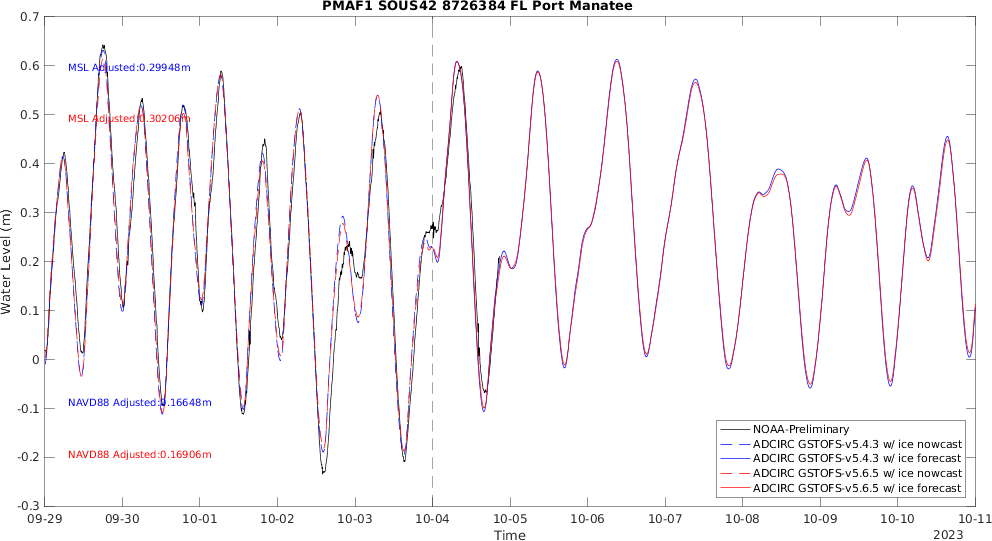 PMAF1 SOUS42 8726384 FL Port Manatee
0.7
0.6
0.5
0.4
0.3
0.2
0.1
0
-0.1
-0.2
-0.3
Water Level (m)
MSL Adjusted:0.29948m
MSL Adjusted:0.30206m
NAVD88 Adjusted:0.16648m
NAVD88 Adjusted:0.16906m
NOAA-Preliminary
ADCIRC GSTOFS-v5.4.3 w/ ice nowcast
ADCIRC GSTOFS-v5.4.3 w/ ice forecast
ADCIRC GSTOFS-v5.6.5 w/ ice nowcast
ADCIRC GSTOFS-v5.6.5 w/ ice forecast
09-29 09-30 10-01 10-02 10-03 10-04 10-05 10-06 10-07 10-08 10-09 10-10 10-11
Time
2023